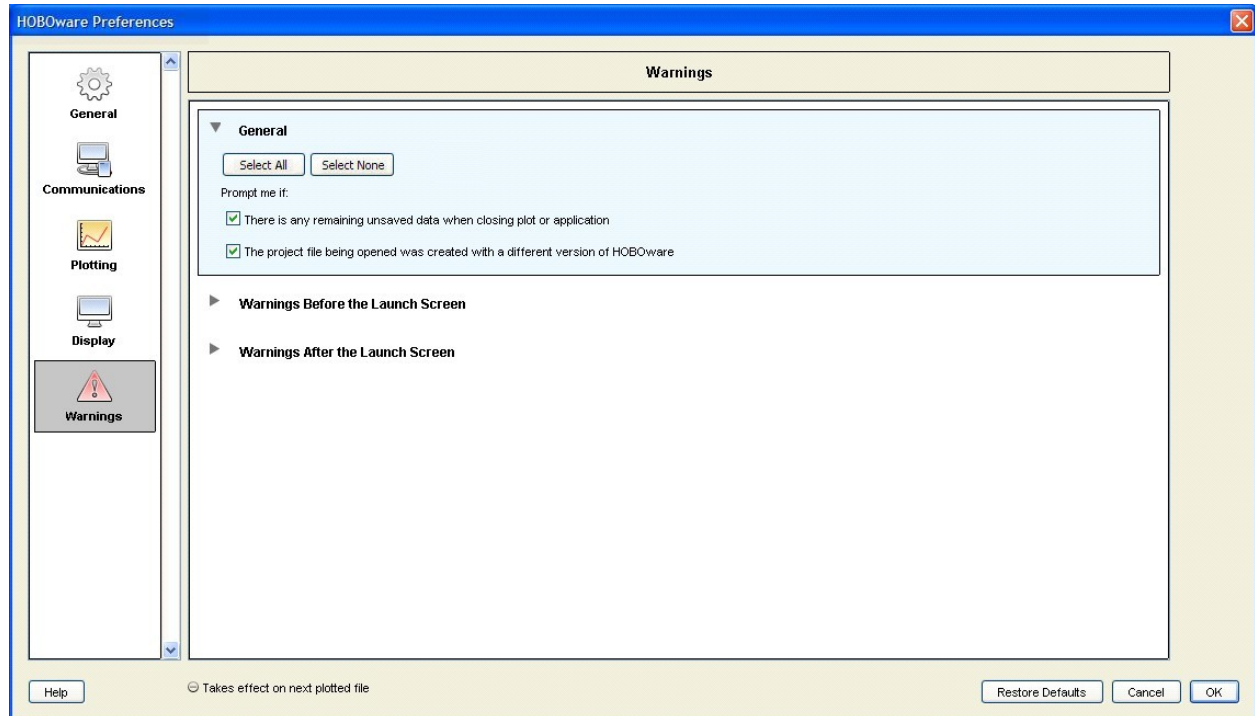 HOBOware Preferences
General
Communications
Plotting
Display
Warnings
Warnings
General
Select All Select None
Prompt me if:
There is any remaining unsaved data when closing plot or application
The project file being opened was created with a different version of HOBOware
Warnings Before the Launch Screen
Warnings After the Launch Screen
Help
Takes effect on next plotted file
Restore Defaults Cancel OK